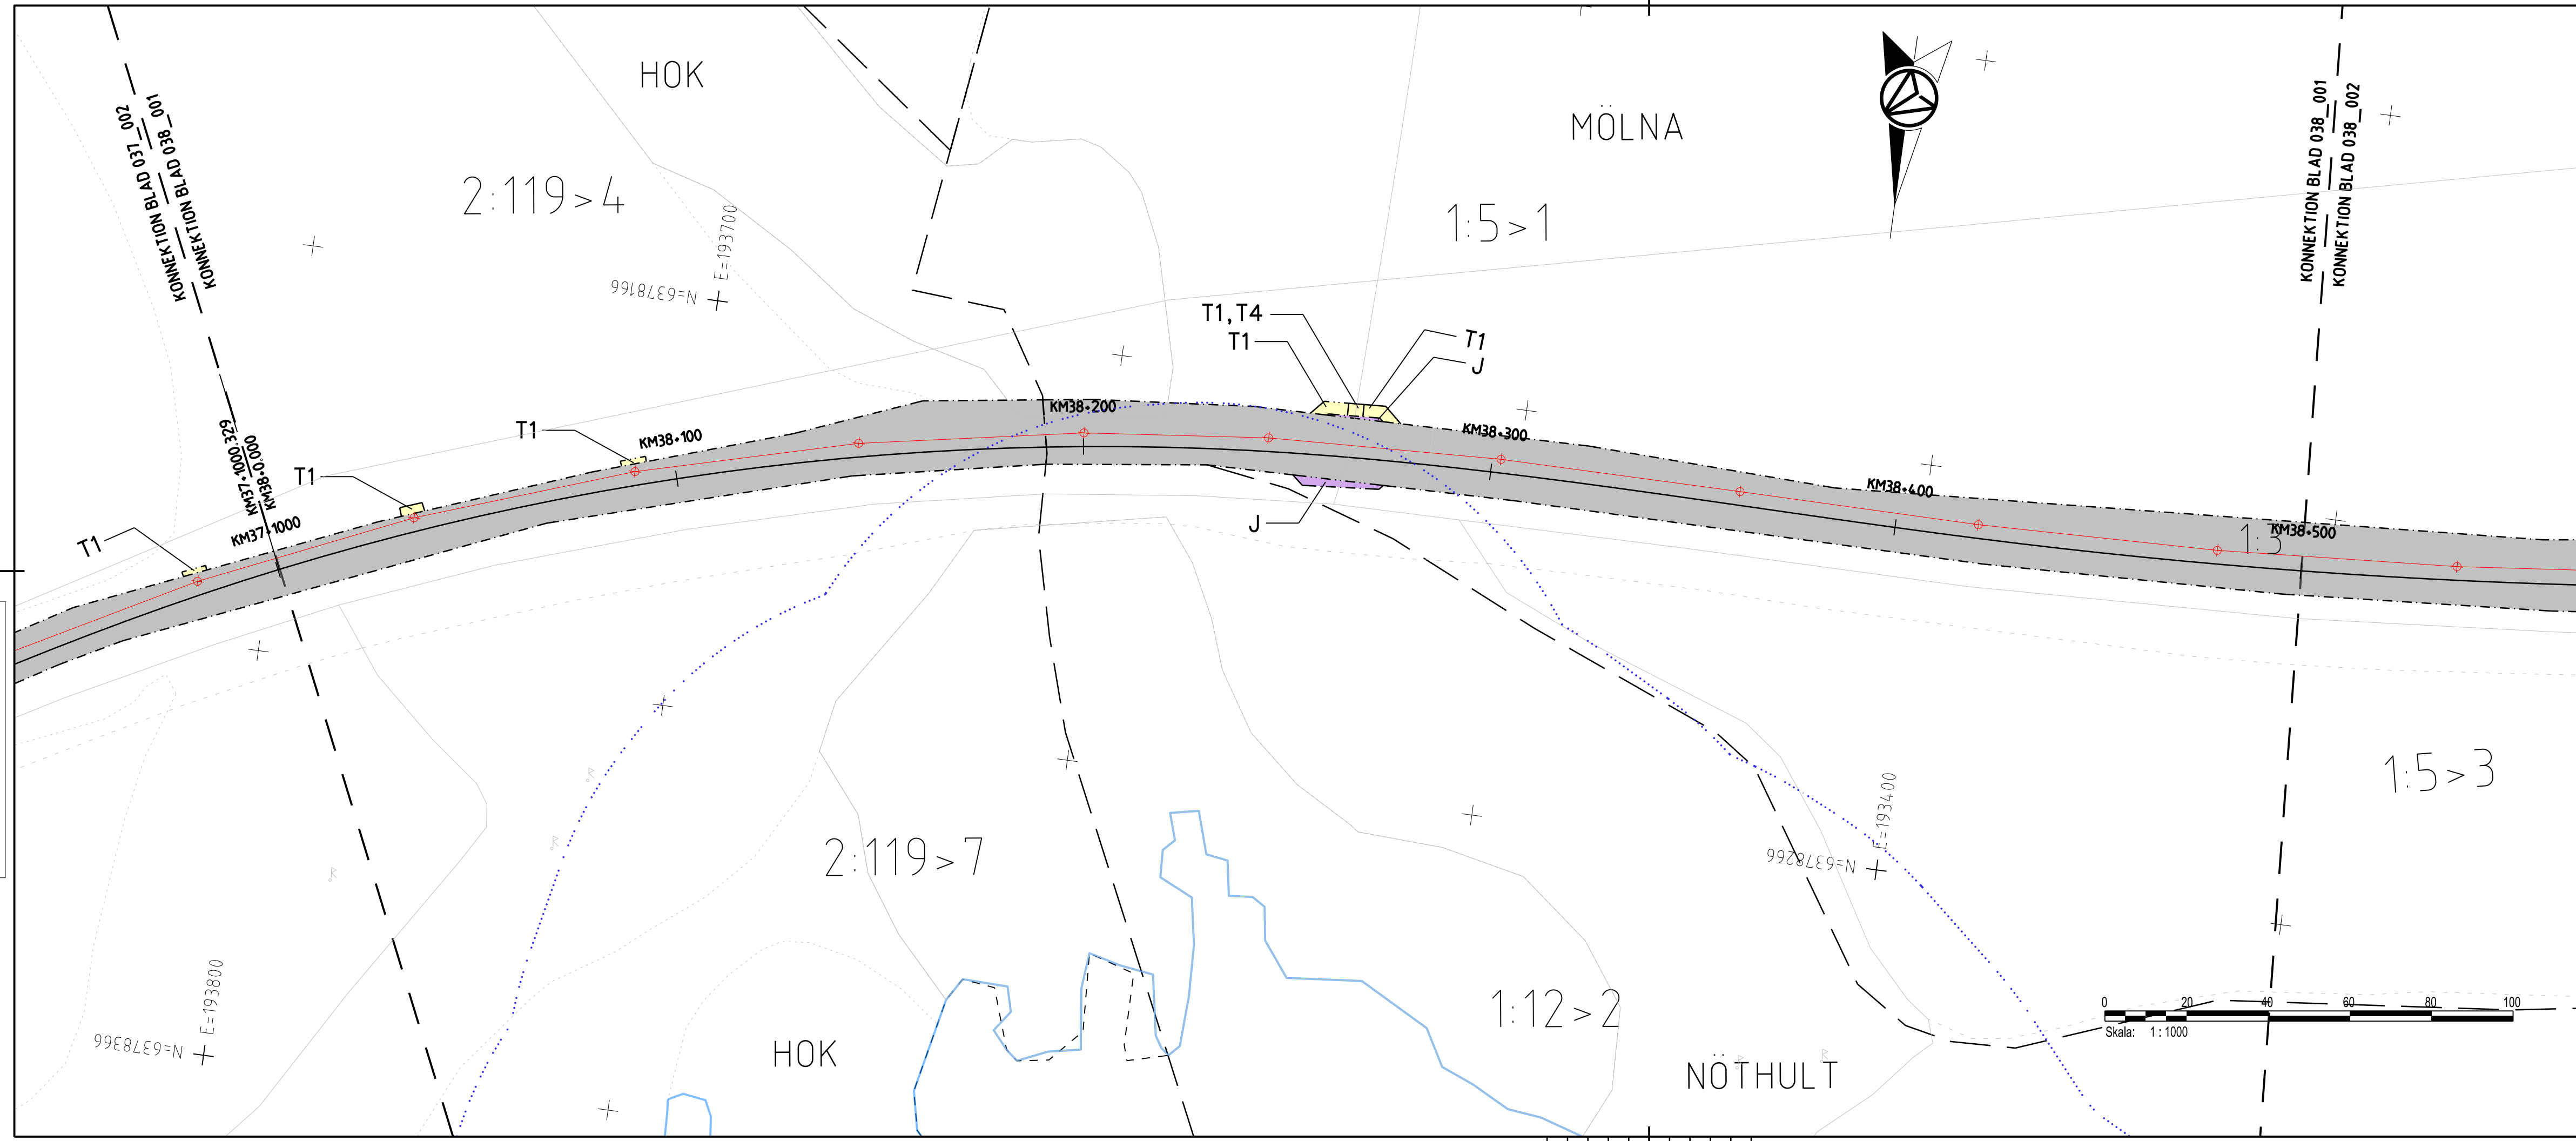 HOK
MÖLNA
KONNEKTION BLAD 037_002
KONNEKTION BLAD 038_001
KONNEKTION BLAD 038_001
KONNEKTION BLAD 038_002
2:119>4
1:5>1
E=193700
N=6378166
T1,T4
T1
T1
J
KM38+200
T1
KM38+100
KM38+300
T1
KM37+1000.329
KM38+0.000
KM38+400
T1
KM37+1000
J
1:5
KM38+500
1:5>3
2:119>7
E=193400
N=6378266
E=193800
N=6378366
1:12>2
0 20 40 60 80 100
Skala: 1 : 1000
HOK
NÖTHULT
R
R
R
R
R